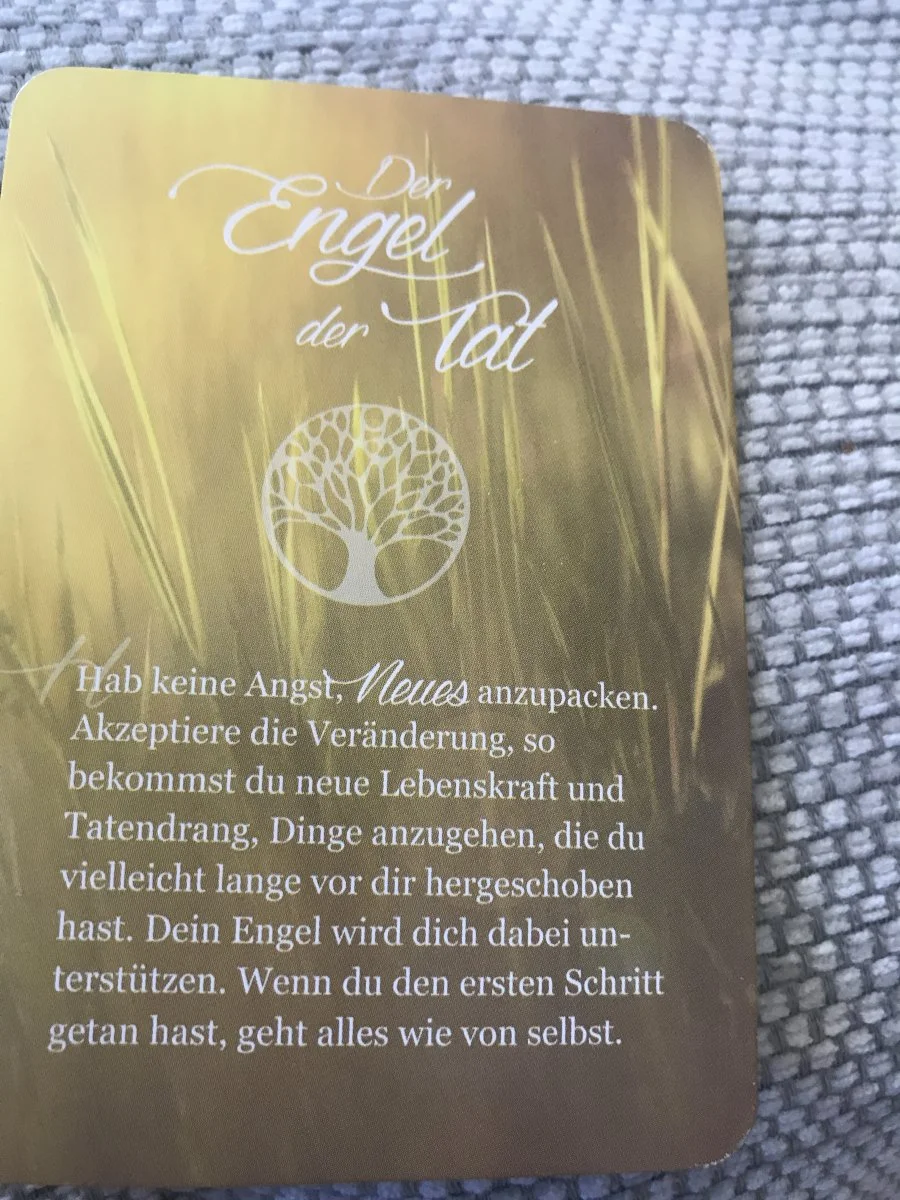 Der
Engel
der Tat
Hab keine Angst, Neues anzupacken.
Akzeptiere die Veränderung, so
bekommst du neue Lebenskraft und
Tatendrang, Dinge anzugehen, die du
vielleicht lange vor dir hergeschoben
hast. Dein Engel wird dich dabei un-
terstützen. Wenn du den ersten Schritt
getan hast, geht alles wie von selbst.